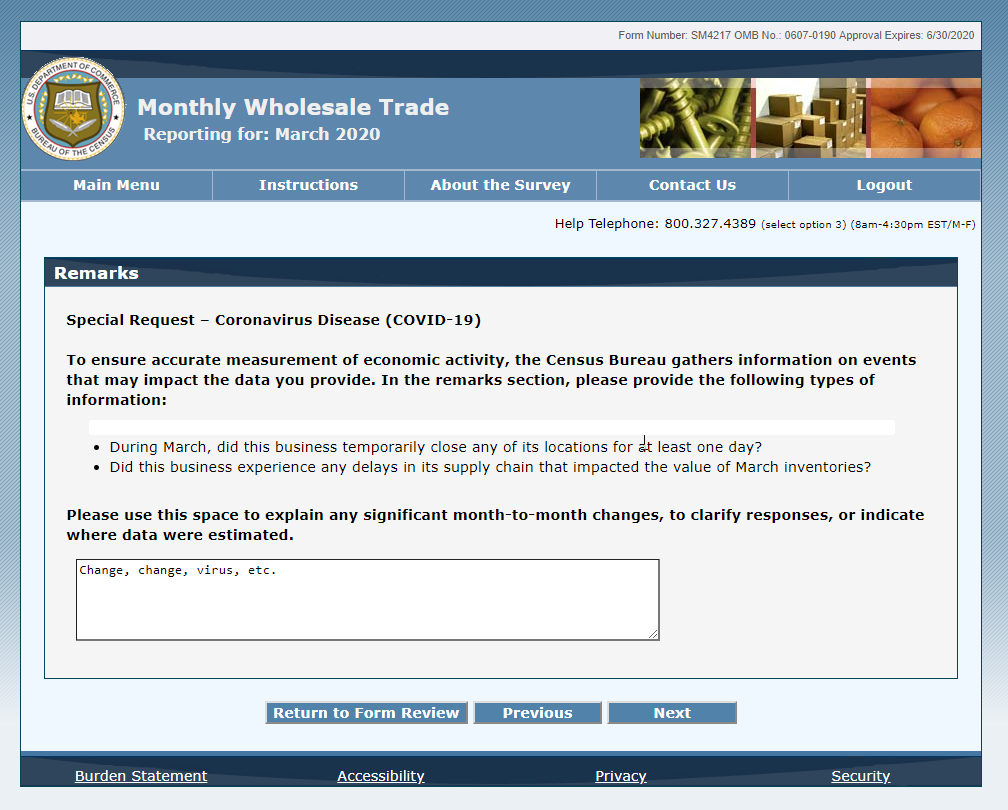 Form Number: SM4217 OMB No.: 0607-0190 Approval Expires: 6/30/2020
U.S. DEPARTMENT OF COMMERCE
BUREAU OF THE CENSUS
Monthly Wholesale Trade
Reporting for: March 2020
Main Menu Instructions About the Survey Contact Us Logout
Help Telephone: 800.327.4389 (select option 3) (8am-4:30pm EST/M-F)
Remarks
Special Request – Coronavirus Disease (COVID-19)
To ensure accurate measurement of economic activity, the Census Bureau gathers information on events
that may impact the data you provide. In the remarks section, please provide the following types of
information:
• During March, did this business temporarily close any of its locations for at least one day?
• Did this business experience any delays in its supply chain that impacted the value of March inventories?
Please use this space to explain any significant month-to-month changes, to clarify responses, or indicate
where data were estimated.
Change, change, virus, etc.
Return to Form Review Previous Next
Burden Statement Accessibility Privacy Security